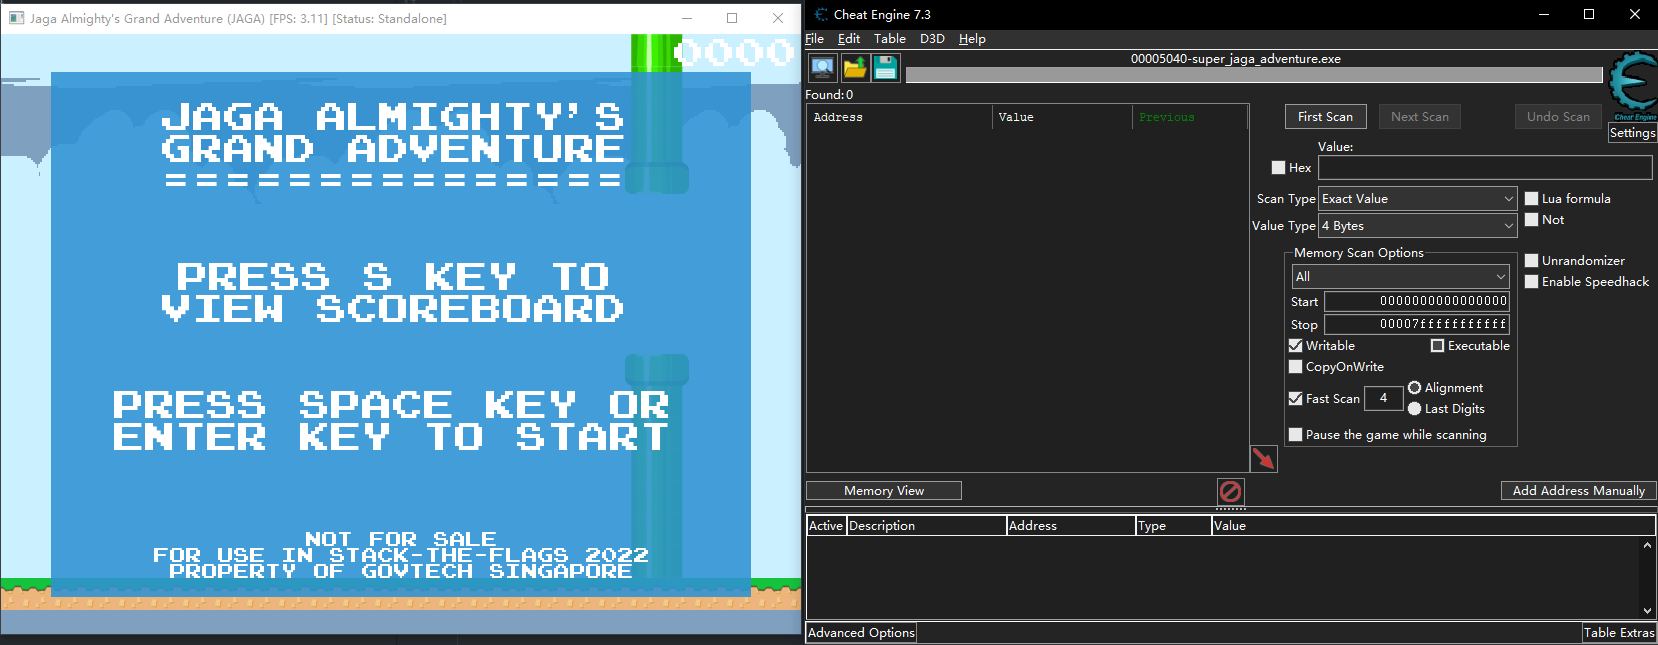 Jaga Almighty's Grand Adventure (JAGA) [FPS: 3.11] [Status: Standalone]
0000
JAGA ALMIGHTY'S
GRAND ADVENTURE
===============
PRESS S KEY TO
VIEW SCOREBOARD
PRESS SPACE KEY OR
ENTER KEY TO START
NOT FOR SALE
FOR USE IN STACK-THE-FLAGS 2022
PROPERTY OF GOVTECH SINGAPORE
Cheat Engine 7.3
File Edit Table D3D Help
00005040-super_jaga_adventure.exe
Found: 0
Cheat Engine
Settings
Address Value Previous
First Scan Next Scan Undo Scan
Value:
Hex
Scan Type Exact Value
Lua formula
Value Type 4 Bytes
Not
Memory Scan Options
All
Unrandomizer
Enable Speedhack
Start 0000000000000000
Stop 00007fffffffffff
Writable Executable
CopyOnWrite
Fast Scan 4 Alignment
Last Digits
Pause the game while scanning
Memory View
Add Address Manually
Active Description Address Type Value
Advanced Options
Table Extras